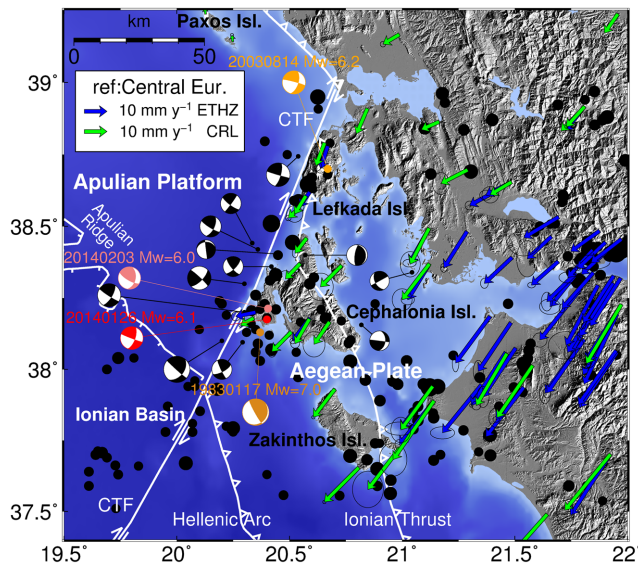 km
0
50
Paxos Isl.
20030814 Mw=6.2
ref:Central Eur.
10 mm y⁻¹ ETHZ
10 mm y⁻¹ CRL
CTF
Apulian Platform
Apulian
Ridge
Lefkada Isl.
20140203 Mw=6.0
20140126 Mw=6.1
Cephalonia Isl.
Aegean-Plate
19830117 Mw=7.0
Ionian Basin
Zakinthos Isl.
CTF
Hellenic Arc
Ionian Thrust
39˚
38.5˚
38˚
37.5˚
19.5˚
20˚
20.5˚
21˚
21.5˚
22˚